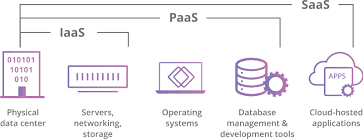 SaaS
PaaS
IaaS
010101
10101
010
APPS
Physical
data center
Servers,
networking,
storage
Operating
systems
Database
management &
development tools
Cloud-hosted
applications